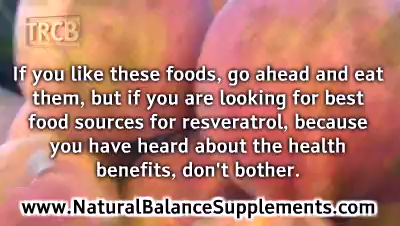 TRCB
If you like these foods, go ahead and eat
them, but if you are looking for best
food sources for resveratrol, because
you have heard about the health
benefits, don't bother.
www.NaturalBalanceSupplements.com